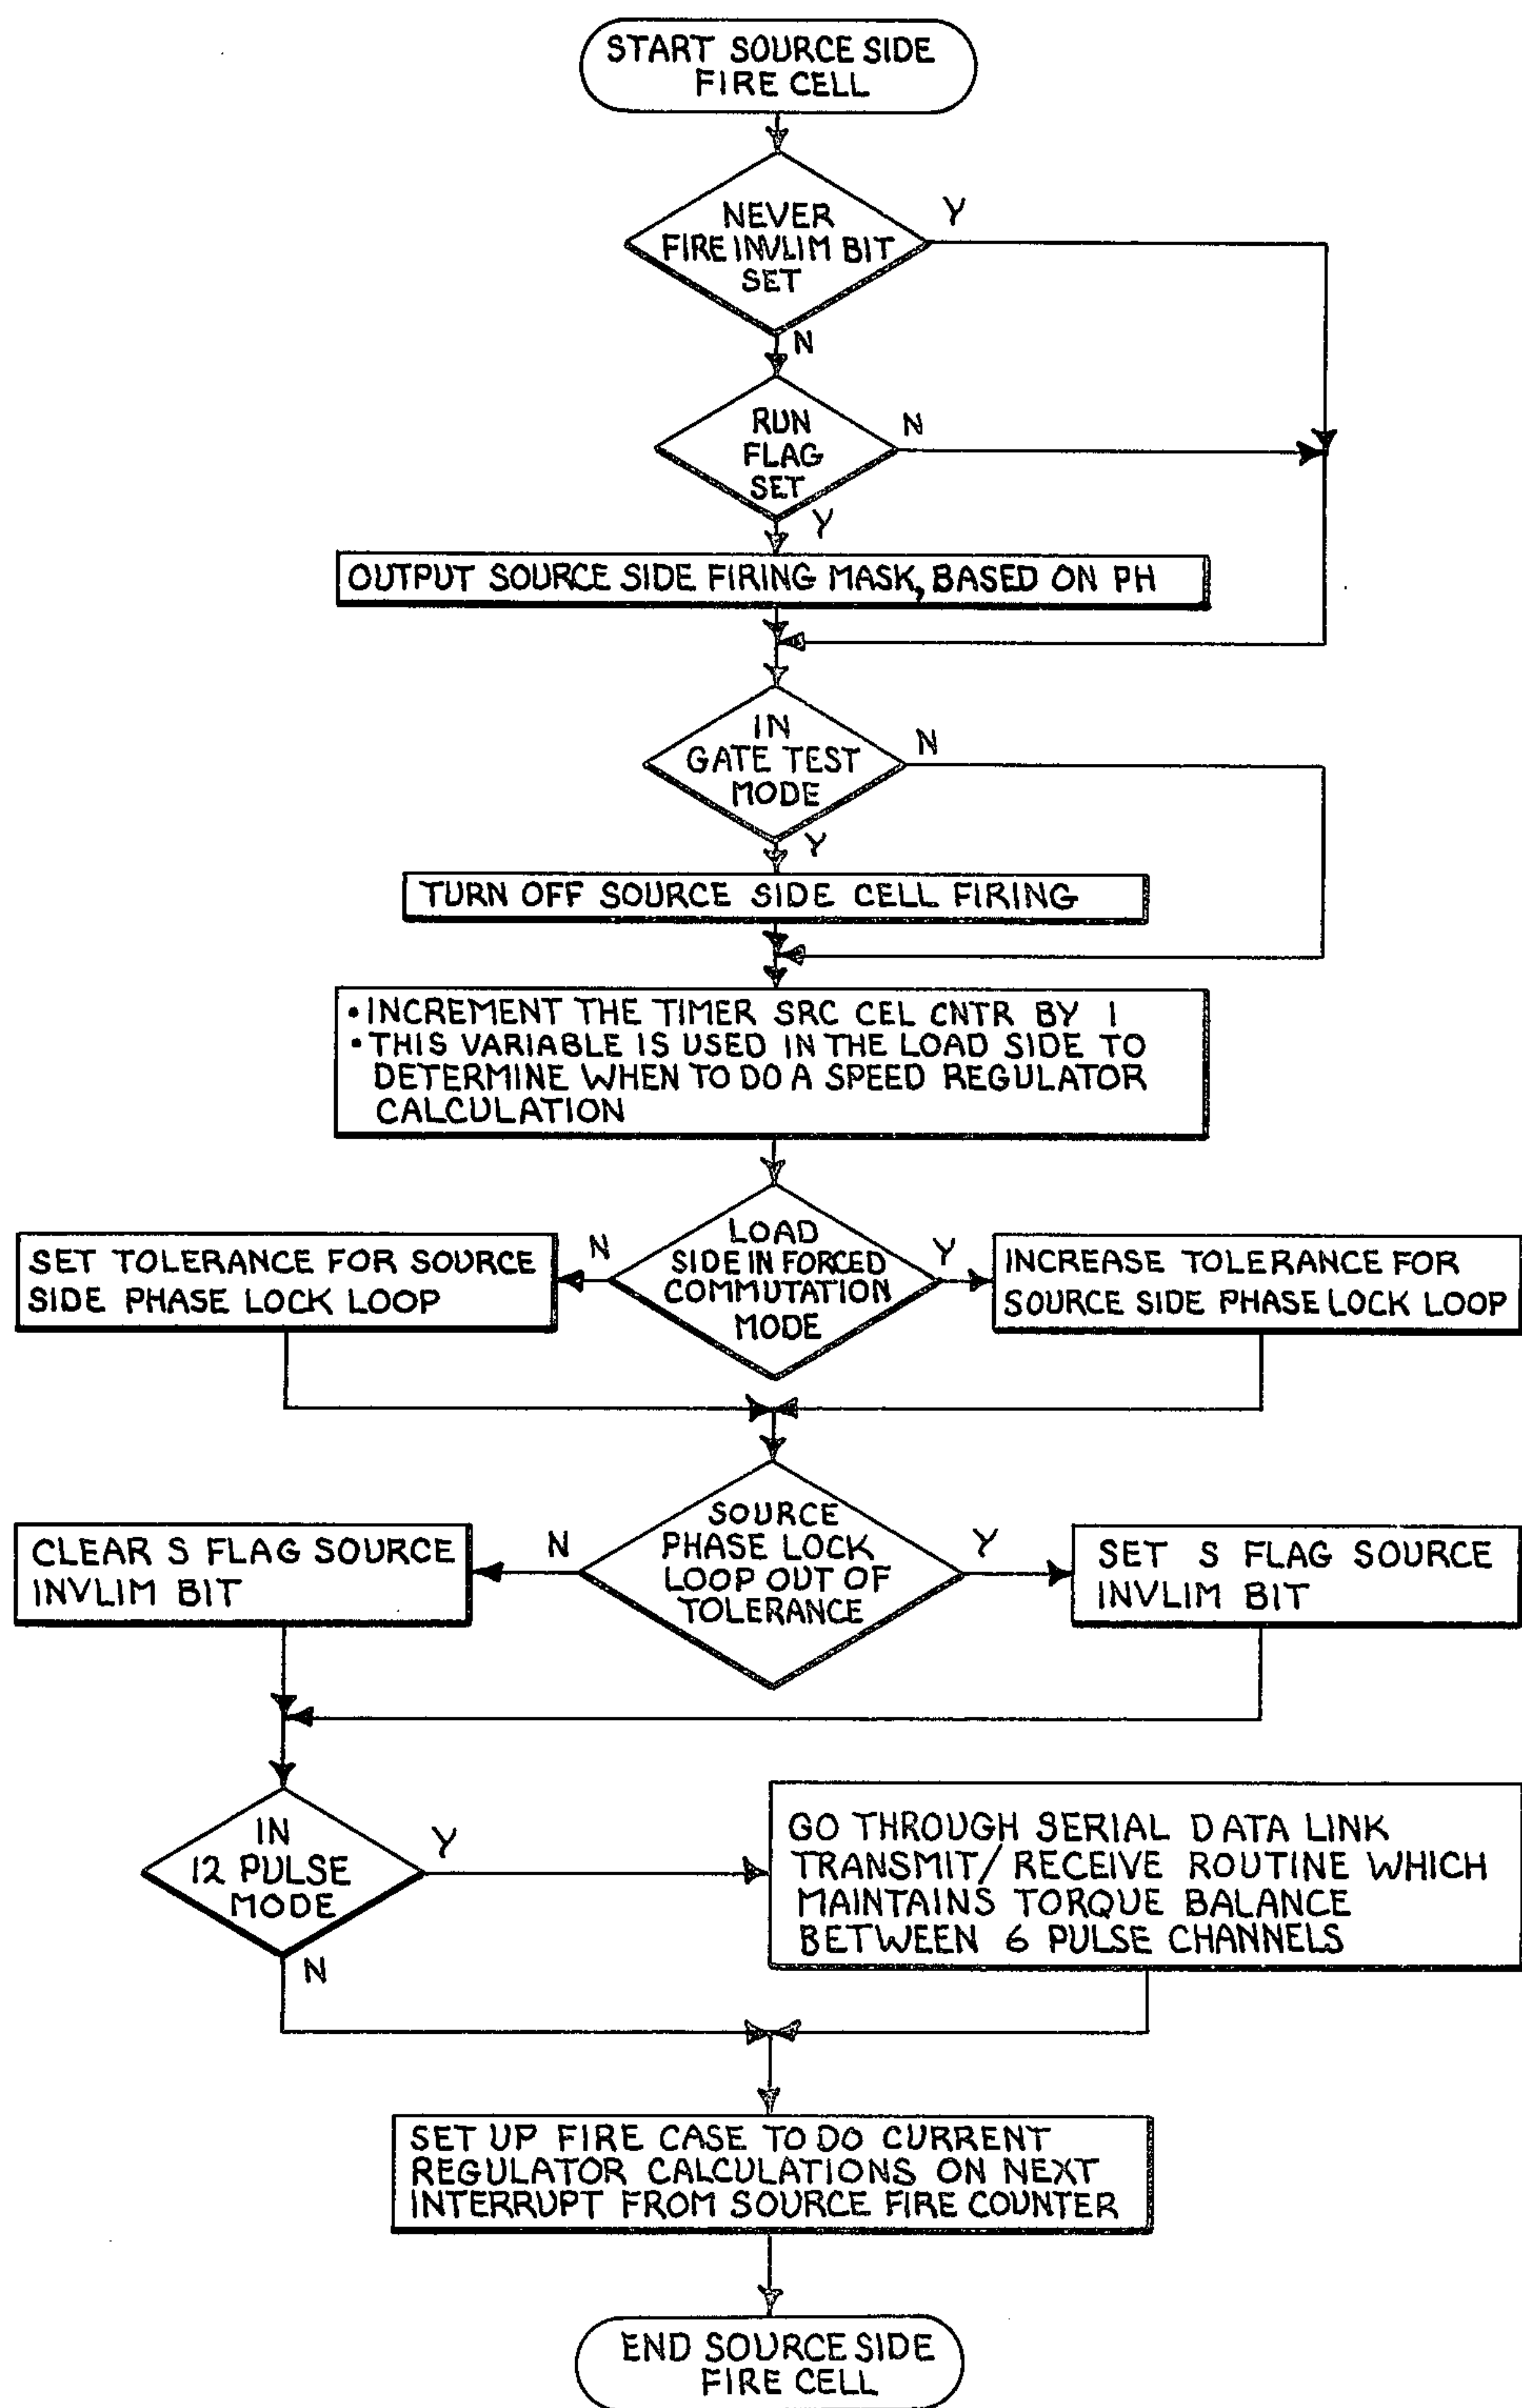 START SOURCE SIDE
FIRE CELL
NEVER
FIRE INVLIM BIT
SET
Y
N
RUN
FLAG
SET
N
Y
OUTPUT SOURCE SIDE FIRING MASK, BASED ON PH
IN
GATE TEST
MODE
N
Y
TURN OFF SOURCE SIDE CELL FIRING
• INCREMENT THE TIMER SRC CEL CNTR BY 1
• THIS VARIABLE IS USED IN THE LOAD SIDE TO
DETERMINE WHEN TO DO A SPEED REGULATOR
CALCULATION
LOAD
SIDE IN FORCED
COMMUTATION
MODE
N
Y
SET TOLERANCE FOR SOURCE
SIDE PHASE LOCK LOOP
INCREASE TOLERANCE FOR
SOURCE SIDE PHASE LOCK LOOP
SOURCE
PHASE LOCK
LOOP OUT OF
TOLERANCE
N
Y
CLEAR S FLAG SOURCE
INVLIM BIT
SET S FLAG SOURCE
INVLIM BIT
IN
12 PULSE
MODE
Y
N
GO THROUGH SERIAL DATA LINK
TRANSMIT/RECEIVE ROUTINE WHICH
MAINTAINS TORQUE BALANCE
BETWEEN 6 PULSE CHANNELS
SET UP FIRE CASE TO DO CURRENT
REGULATOR CALCULATIONS ON NEXT
INTERRUPT FROM SOURCE FIRE COUNTER
END SOURCE SIDE
FIRE CELL